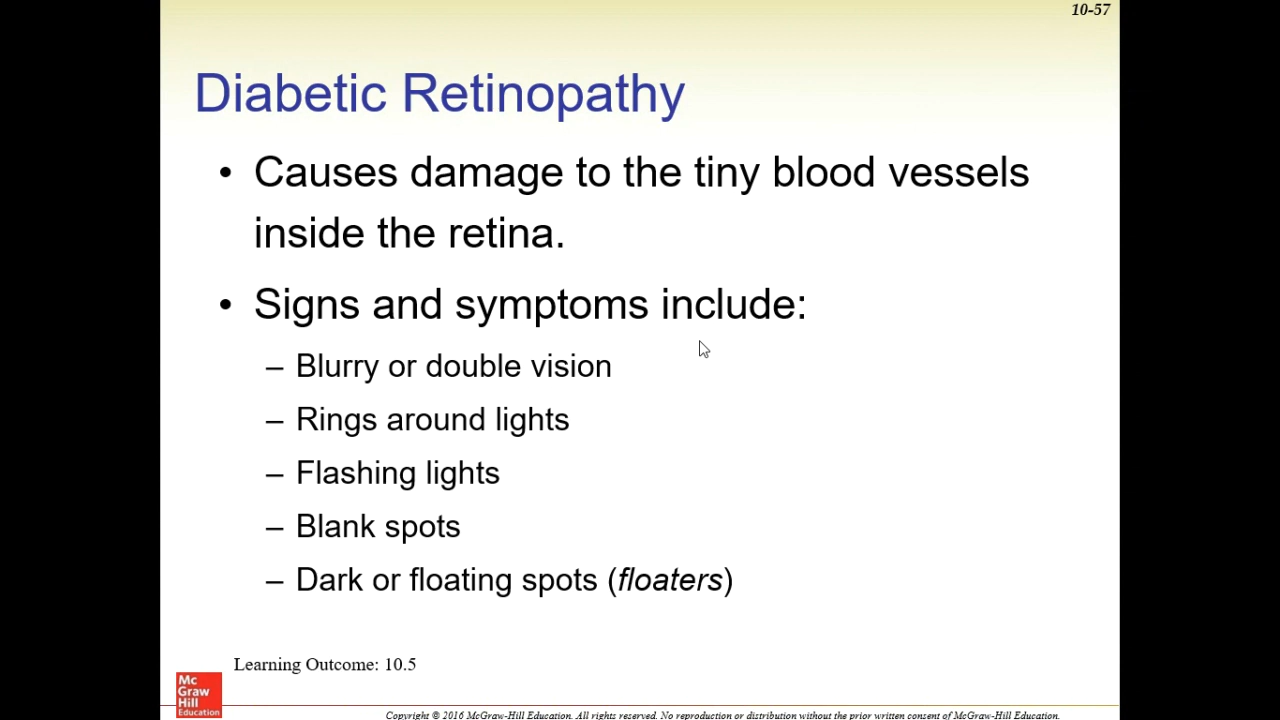 10-57
Diabetic Retinopathy
• Causes damage to the tiny blood vessels
inside the retina.
• Signs and symptoms include:
– Blurry or double vision
– Rings around lights
– Flashing lights
– Blank spots
– Dark or floating spots (floaters)
Learning Outcome: 10.5
Mc
Graw
Hill
Education
Copyright © 2016 McGraw-Hill Education. All rights reserved. No reproduction or distribution without the prior written consent of McGraw-Hill Education.